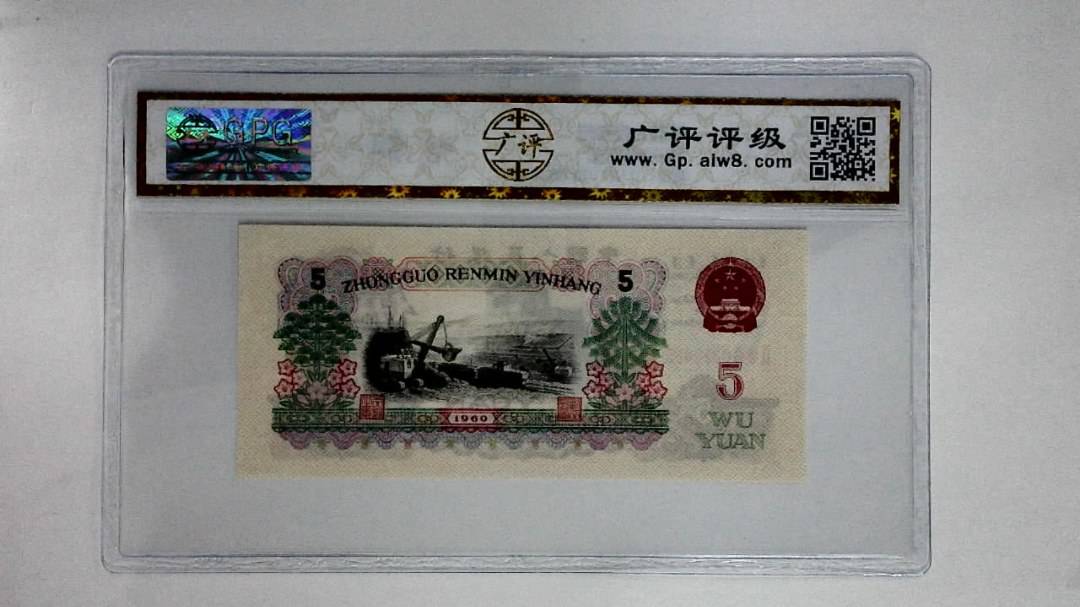 GPG
广评
广评评级
www. Gp. alw8. com
5 ZHONGGUO RENMIN YINHANG 5
5
1960
WU
YUAN